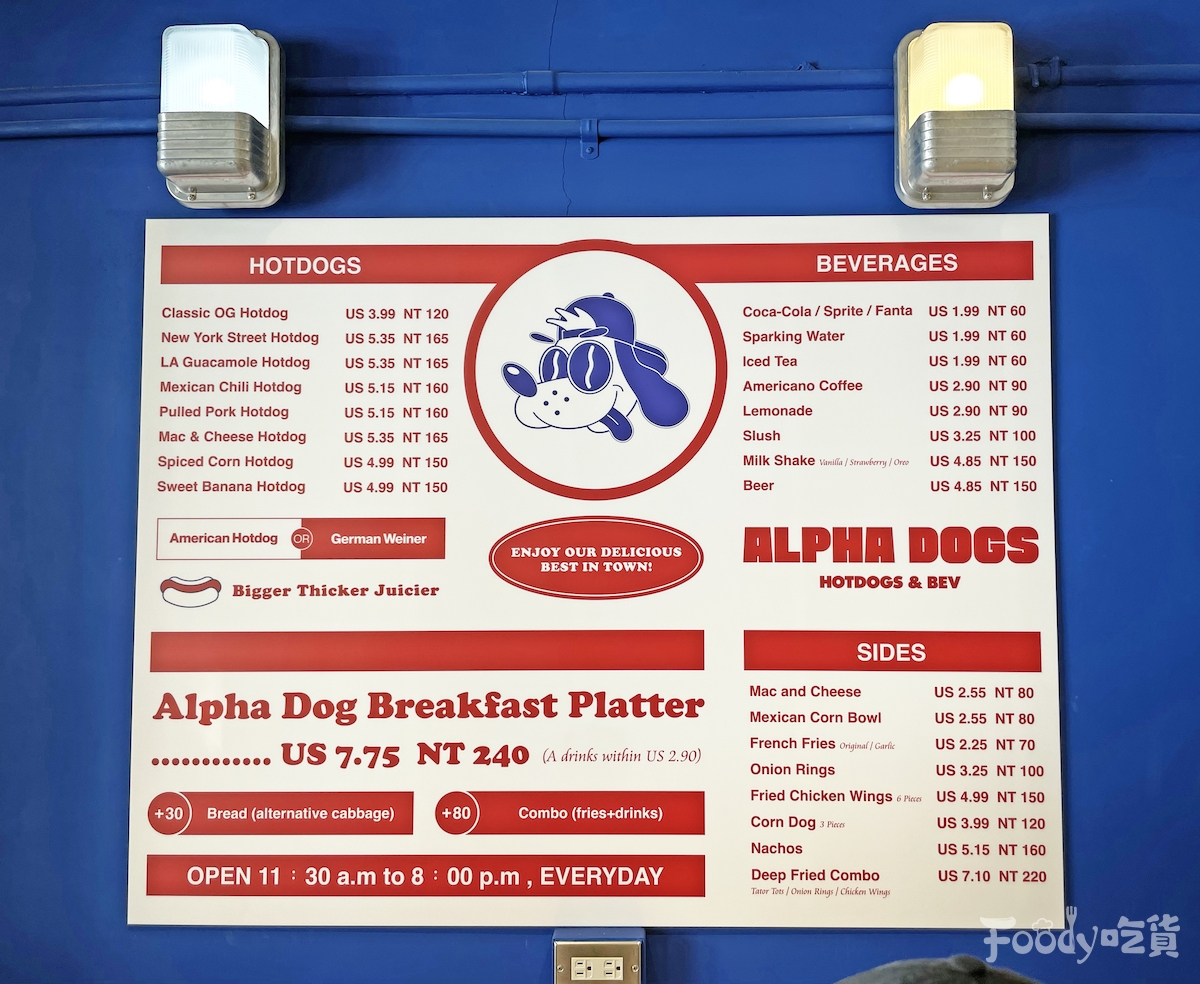 HOTDOGS
Classic OG Hotdog US 3.99 NT 120
New York Street Hotdog US 5.35 NT 165
LA Guacamole Hotdog US 5.35 NT 165
Mexican Chili Hotdog US 5.15 NT 160
Pulled Pork Hotdog US 5.15 NT 160
Mac & Cheese Hotdog US 5.35 NT 165
Spiced Corn Hotdog US 4.99 NT 150
Sweet Banana Hotdog US 4.99 NT 150
American Hotdog OR German Weiner
Bigger Thicker Juicier
ENJOY OUR DELICIOUS
BEST IN TOWN!
BEVERAGES
Coca-Cola / Sprite / Fanta US 1.99 NT 60
Sparking Water US 1.99 NT 60
Iced Tea US 1.99 NT 60
Americano Coffee US 2.90 NT 90
Lemonade US 2.90 NT 90
Slush US 3.25 NT 100
Milk Shake Vanilla / Strawberry / Oreo US 4.85 NT 150
Beer US 4.85 NT 150
ALPHA DOGS
HOTDOGS & BEV
Alpha Dog Breakfast Platter
............ US 7.75 NT 240 (A drinks within US 2.90)
+30 Bread (alternative cabbage)
+80 Combo (fries+drinks)
OPEN 11 : 30 a.m to 8 : 00 p.m , EVERYDAY
SIDES
Mac and Cheese US 2.55 NT 80
Mexican Corn Bowl US 2.55 NT 80
French Fries Original / Garlic US 2.25 NT 70
Onion Rings US 3.25 NT 100
Fried Chicken Wings 6 Pieces US 4.99 NT 150
Corn Dog 3 Pieces US 3.99 NT 120
Nachos US 5.15 NT 160
Deep Fried Combo US 7.10 NT 220
Tator Tots / Onion Rings / Chicken Wings
Foody吃貨